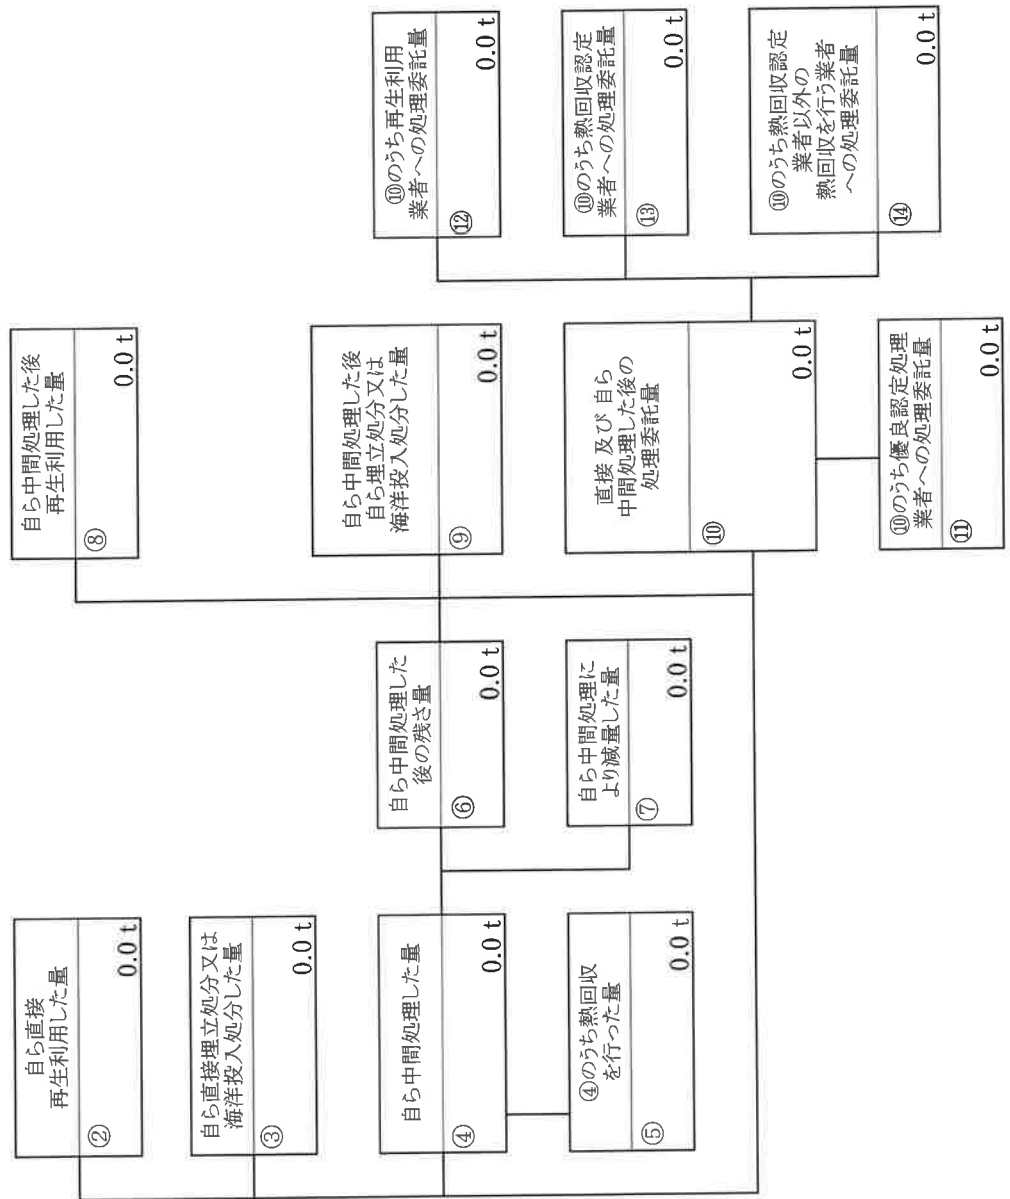 自ら直接
再生利用した量
②
0.0 t
自ら直接埋立処分又は
海洋投入処分した量
③
0.0 t
自ら中間処理した量
④
0.0 t
④のうち熱回収
を行った量
⑤
0.0 t
自ら中間処理した
後の残さ量
⑥
0.0 t
自ら中間処理に
より減量した量
⑦
0.0 t
自ら中間処理した後
再生利用した量
⑧
0.0 t
自ら中間処理した後
自ら埋立処分又は
海洋投入処分した量
⑨
0.0 t
直接 及び 自ら
中間処理した後の
処理委託量
⑩
0.0 t
⑩のうち優良認定処理
業者への処理委託量
⑪
0.0 t
⑩のうち再生利用
業者への処理委託量
⑫
0.0 t
⑩のうち熱回収認定
業者への処理委託量
⑬
0.0 t
⑩のうち熱回収認定
業者以外の
熱回収を行う業者
への処理委託量
⑭
0.0 t